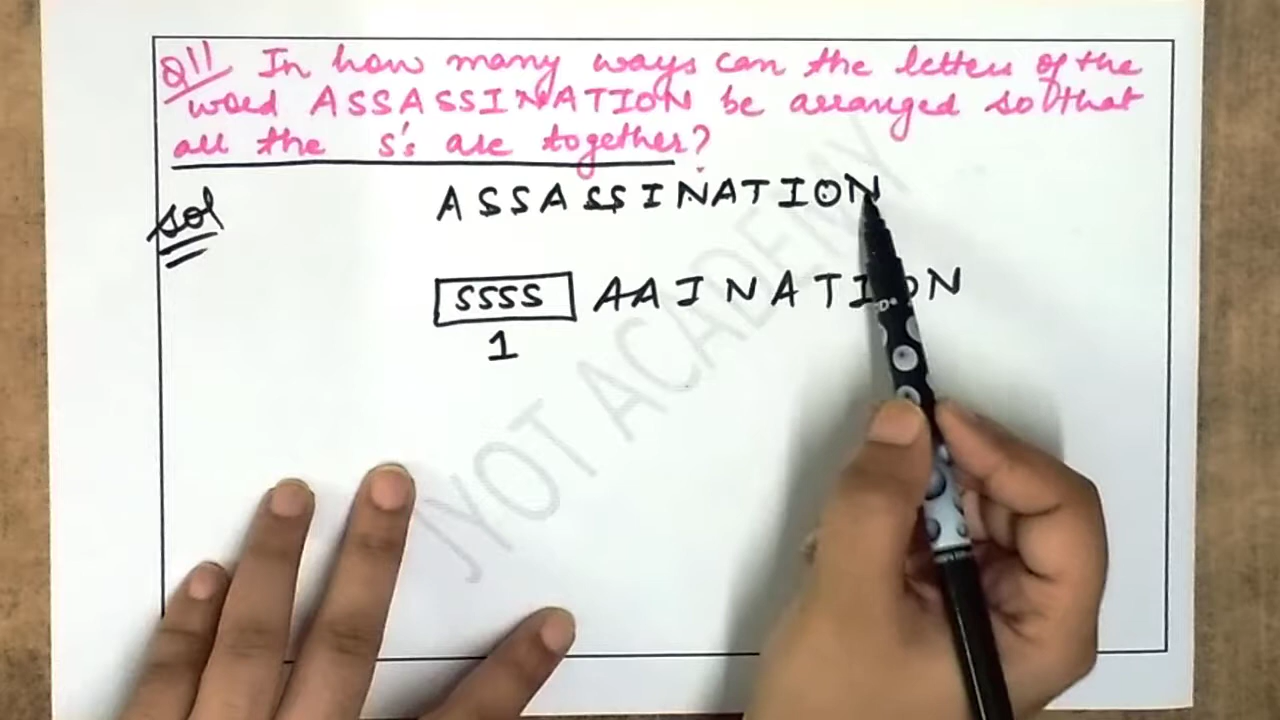 Q11 In how many ways can the letters of the
word ASSASSINATION be arranged so that
all the S's are together?
Sol
ASSASSINATION
SSSS AAINATION
1
JYOT ACADEMY